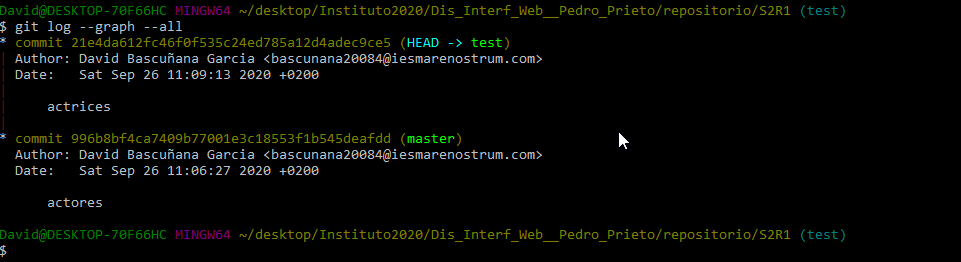 David@DESKTOP-70F66HC MINGW64 ~/desktop/Instituto2020/Dis_Interf_Web__Pedro_Prieto/repositorio/S2R1 (test)
$ git log --graph --all
* commit 21e4da612fc46f0f535c24ed785a12d4adec9ce5 (HEAD -> test)
| Author: David Bascuñana Garcia <bascunana20084@iesmarenostrum.com>
| Date:   Sat Sep 26 11:09:13 2020 +0200
|
|     actrices
|
* commit 996b8bf4ca7409b77001e3c18553f1b545deafdd (master)
  Author: David Bascuñana Garcia <bascunana20084@iesmarenostrum.com>
  Date:   Sat Sep 26 11:06:27 2020 +0200
      actores
David@DESKTOP-70F66HC MINGW64 ~/desktop/Instituto2020/Dis_Interf_Web__Pedro_Prieto/repositorio/S2R1 (test)
$